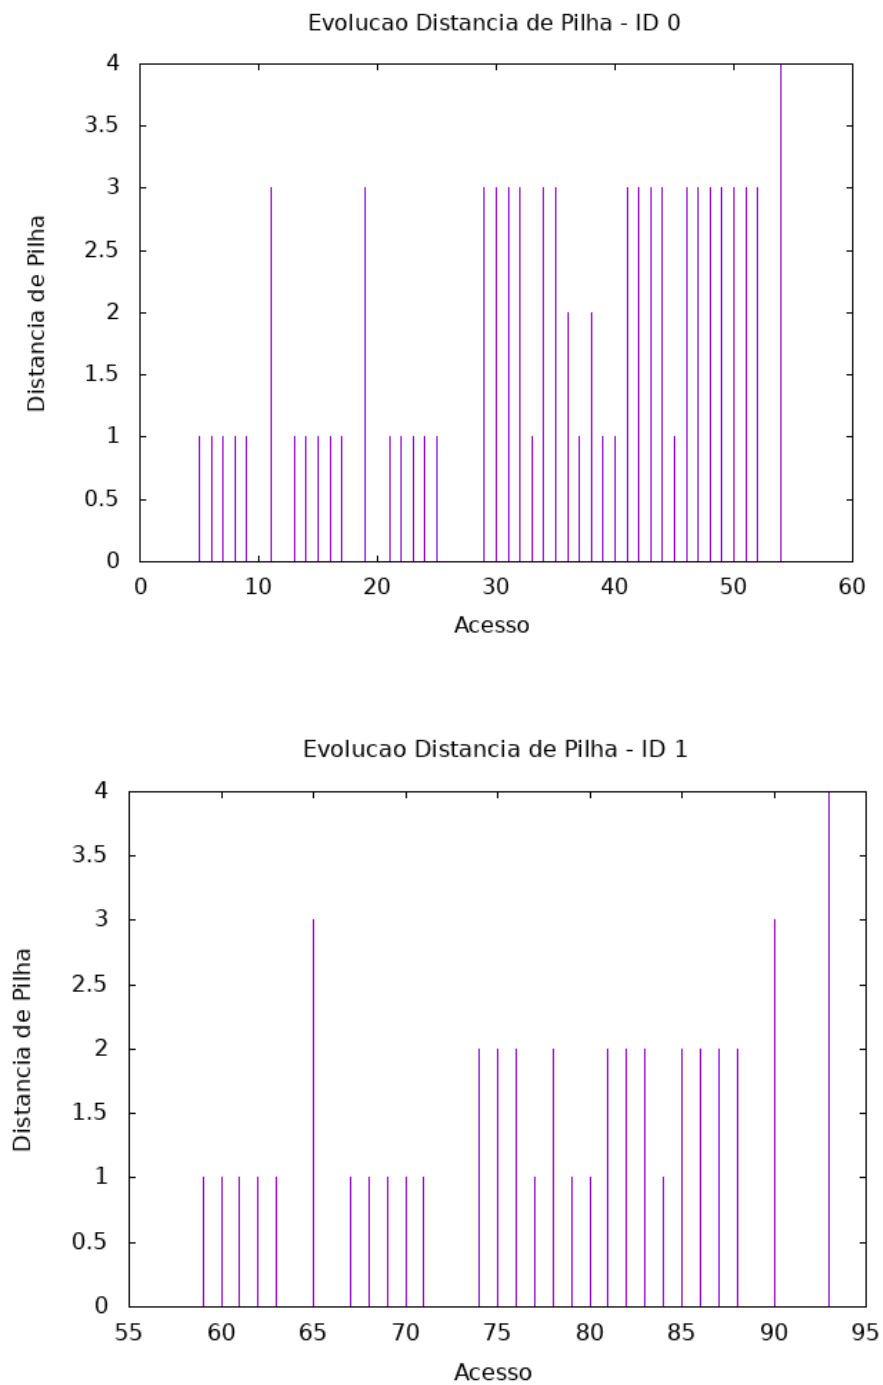 Evolucao Distancia de Pilha - ID 0
4
3.5
3
2.5
2
1.5
1
0.5
0
Distancia de Pilha
0 10 20 30 40 50 60
Acesso
Evolucao Distancia de Pilha - ID 1
4
3.5
3
2.5
2
1.5
1
0.5
0
Distancia de Pilha
55 60 65 70 75 80 85 90 95
Acesso